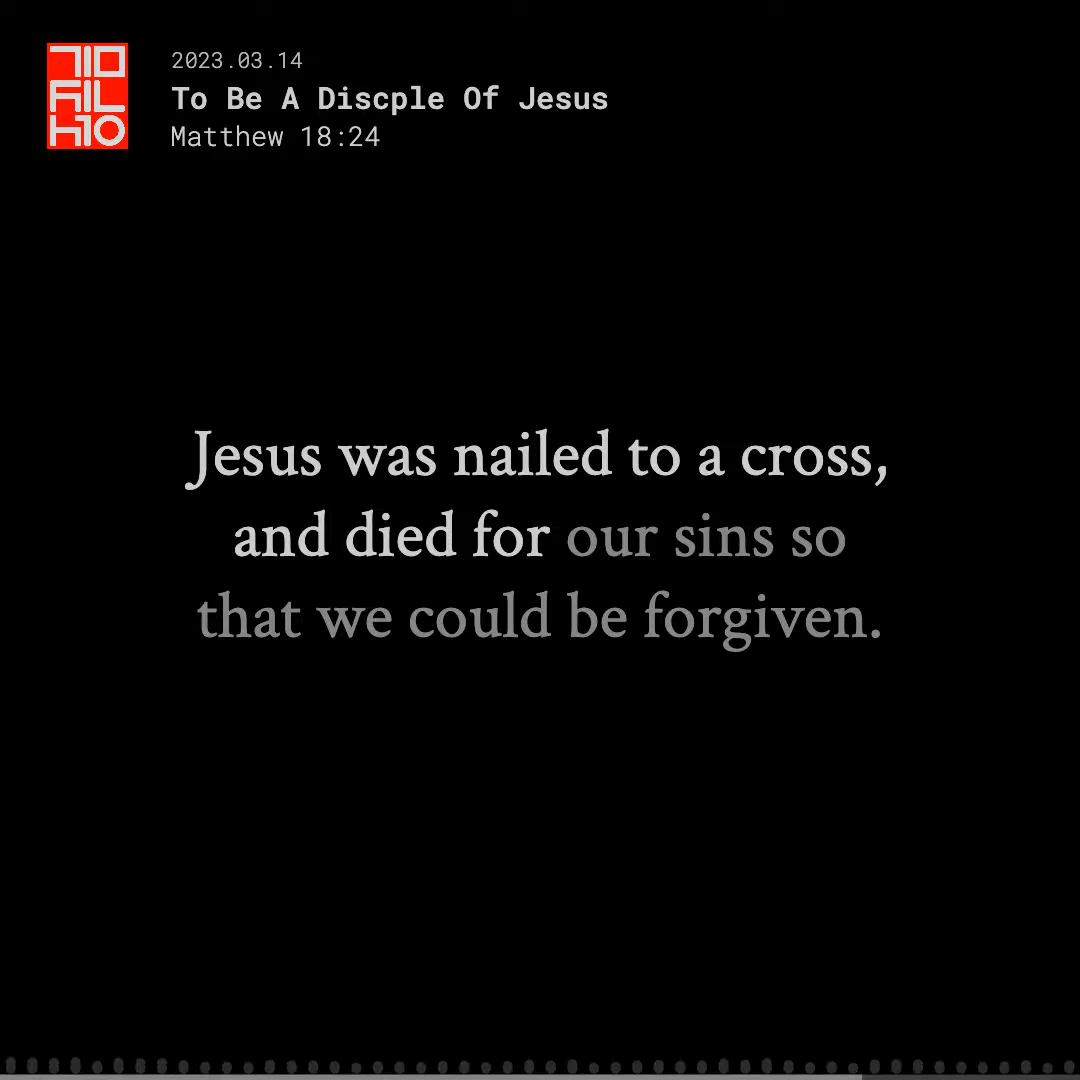 2023.03.14
To Be A Discple Of Jesus
Matthew 18:24
Jesus was nailed to a cross,
and died for our sins so
that we could be forgiven.